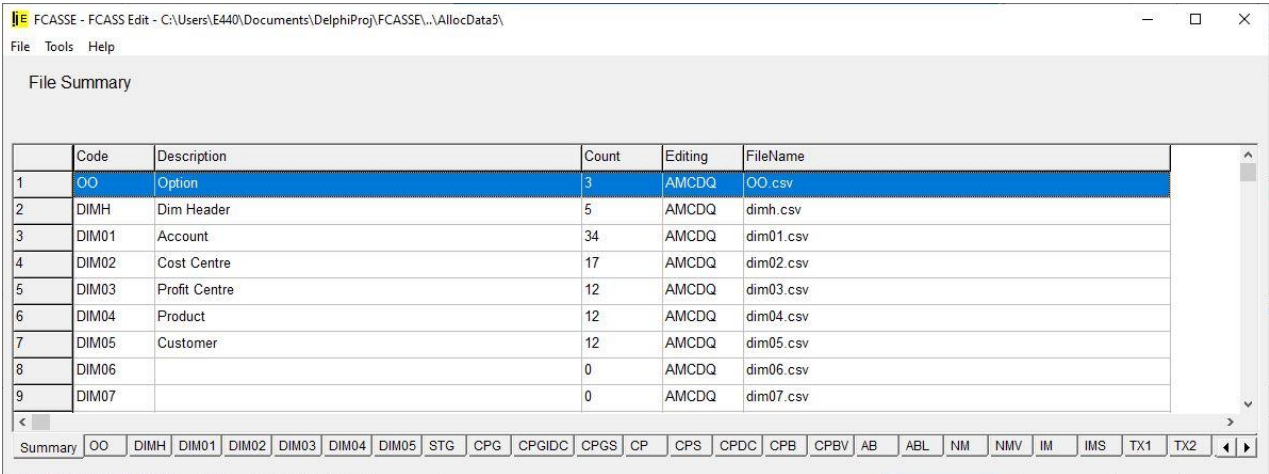 FCASSE - FCASS Edit - C:\Users\E440\Documents\DelphiProj\FCASSE\..\AllocData5\
File Tools Help
File Summary
Code Description Count Editing FileName
1 OO Option 3 AMCDQ OO.csv
2 DIMH Dim Header 5 AMCDQ dimh.csv
3 DIM01 Account 34 AMCDQ dim01.csv
4 DIM02 Cost Centre 17 AMCDQ dim02.csv
5 DIM03 Profit Centre 12 AMCDQ dim03.csv
6 DIM04 Product 12 AMCDQ dim04.csv
7 DIM05 Customer 12 AMCDQ dim05.csv
8 DIM06 0 AMCDQ dim06.csv
9 DIM07 0 AMCDQ dim07.csv
Summary OO DIMH DIM01 DIM02 DIM03 DIM04 DIM05 STG CPG CPGIDC CPGS CP CPS CPDC CPB CPBV AB ABL NM NMV IM IMS TX1 TX2